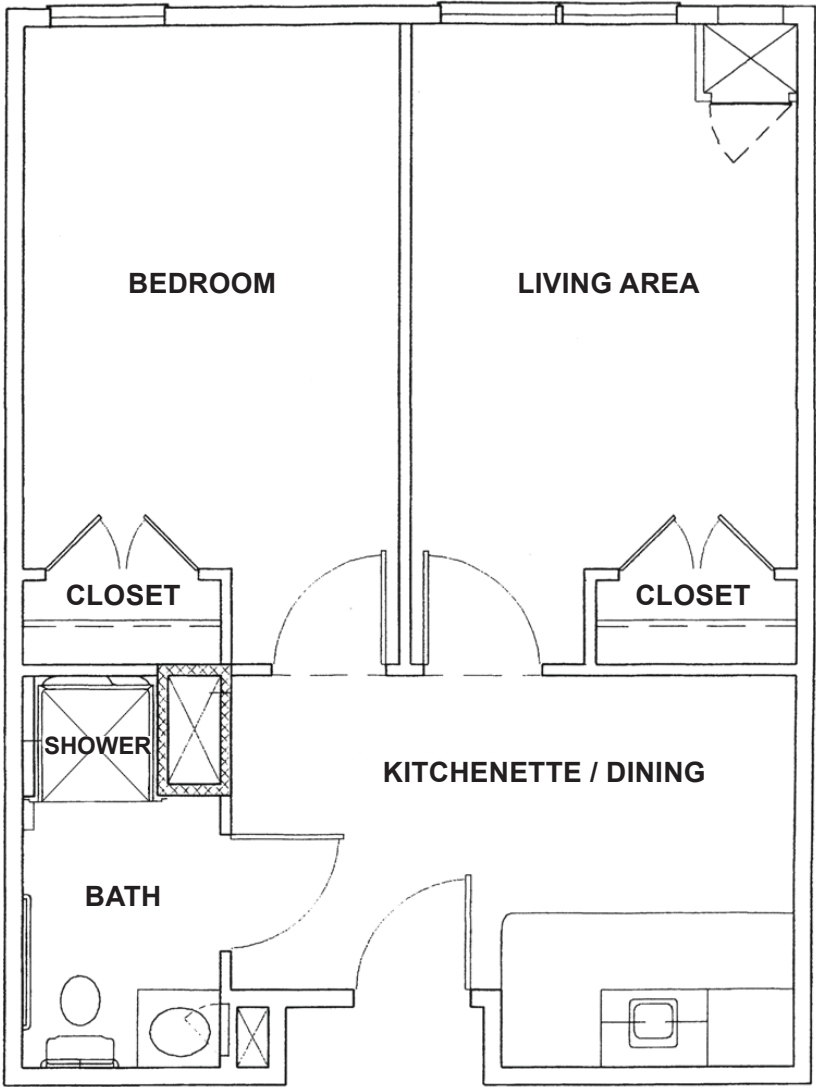 BEDROOM
LIVING AREA
CLOSET
CLOSET
SHOWER
KITCHENETTE / DINING
BATH